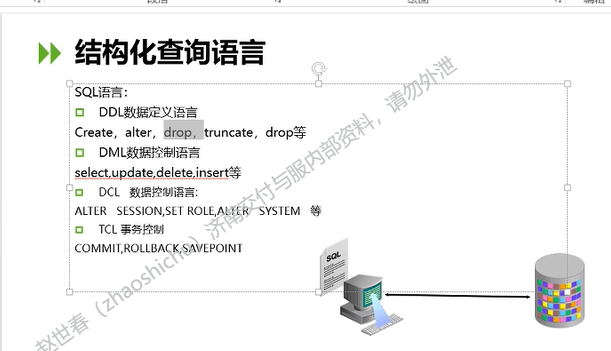 结构化查询语言
SQL语言：
DDL数据定义语言
Create，alter，drop，truncate，drop等
DML数据控制语言
select,update,delete,insert等
DCL 数据控制语言:
ALTER SESSION,SET ROLE,ALTER SYSTEM 等
TCL 事务控制
COMMIT,ROLLBACK,SAVEPOINT
SQL
赵世春（zhaoshicha）济南交付与服内部资料，请勿外泄